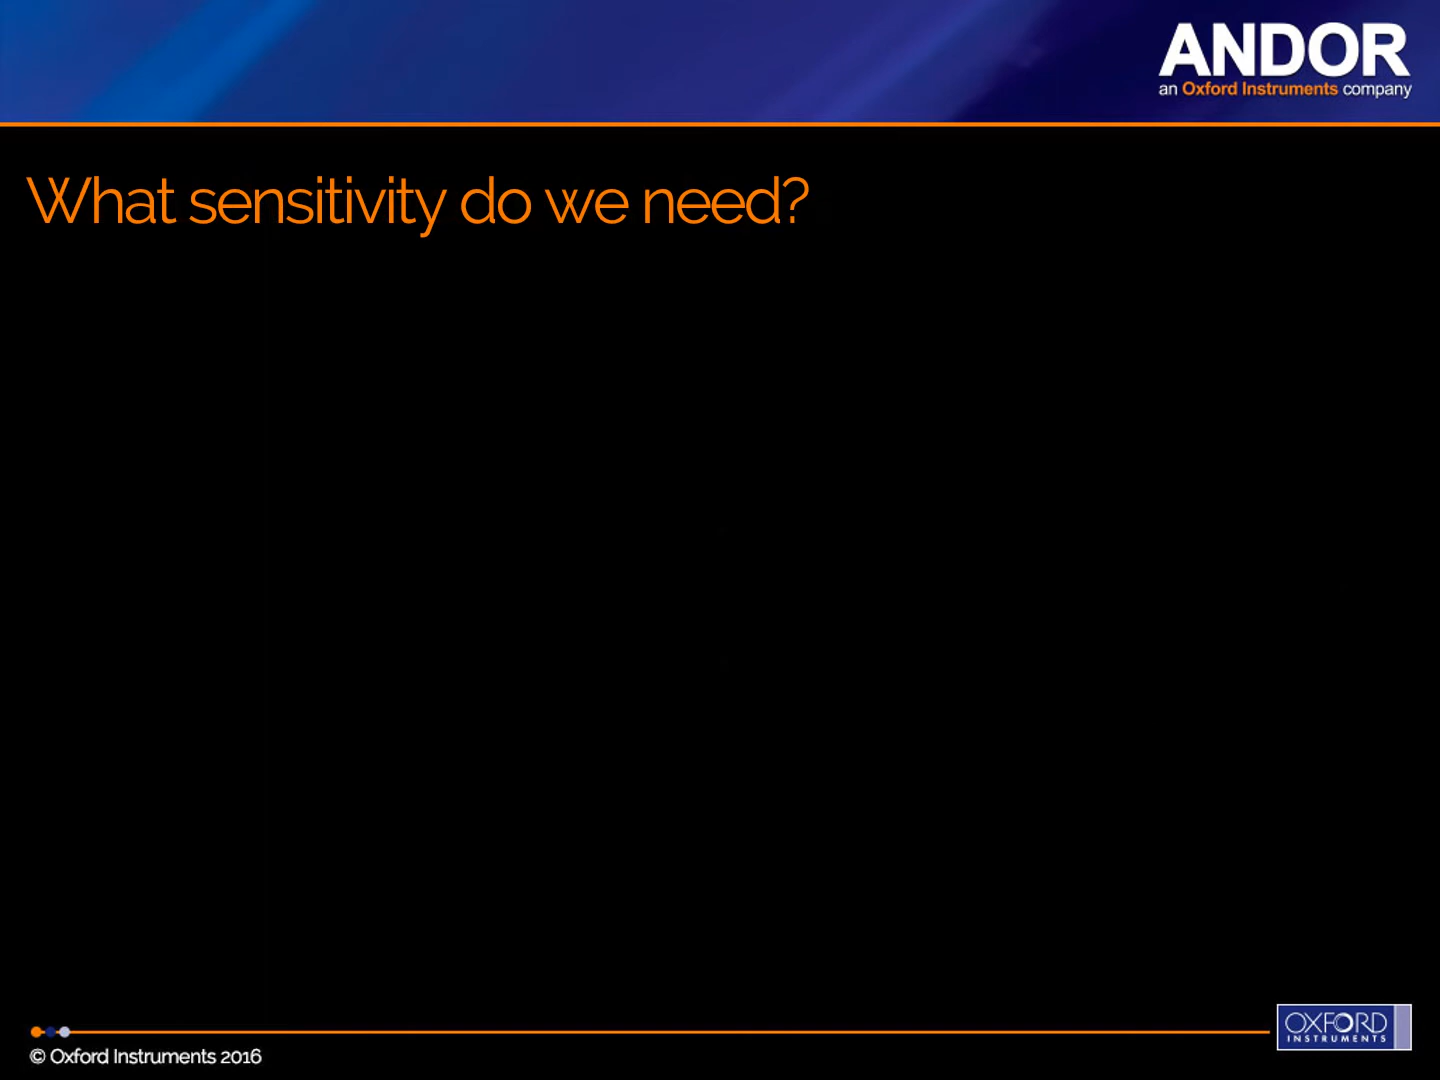 ANDOR
an Oxford Instruments company
What sensitivity do we need?
OXFORD
INSTRUMENTS
© Oxford Instruments 2016